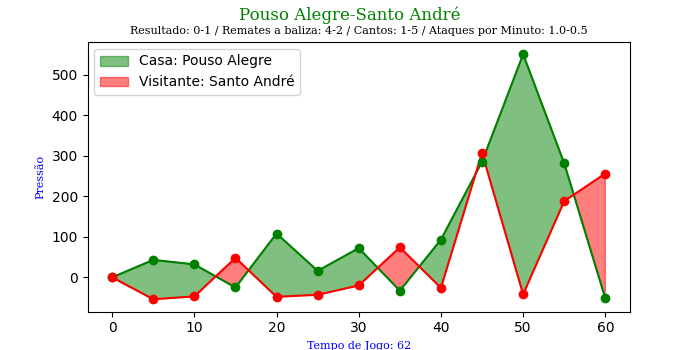 Pouso Alegre-Santo André
Resultado: 0-1 / Remates a baliza: 4-2 / Cantos: 1-5 / Ataques por Minuto: 1.0-0.5
Casa: Pouso Alegre
Visitante: Santo André
Pressão
500
400
300
200
100
0
0 10 20 30 40 50 60
Tempo de Jogo: 62